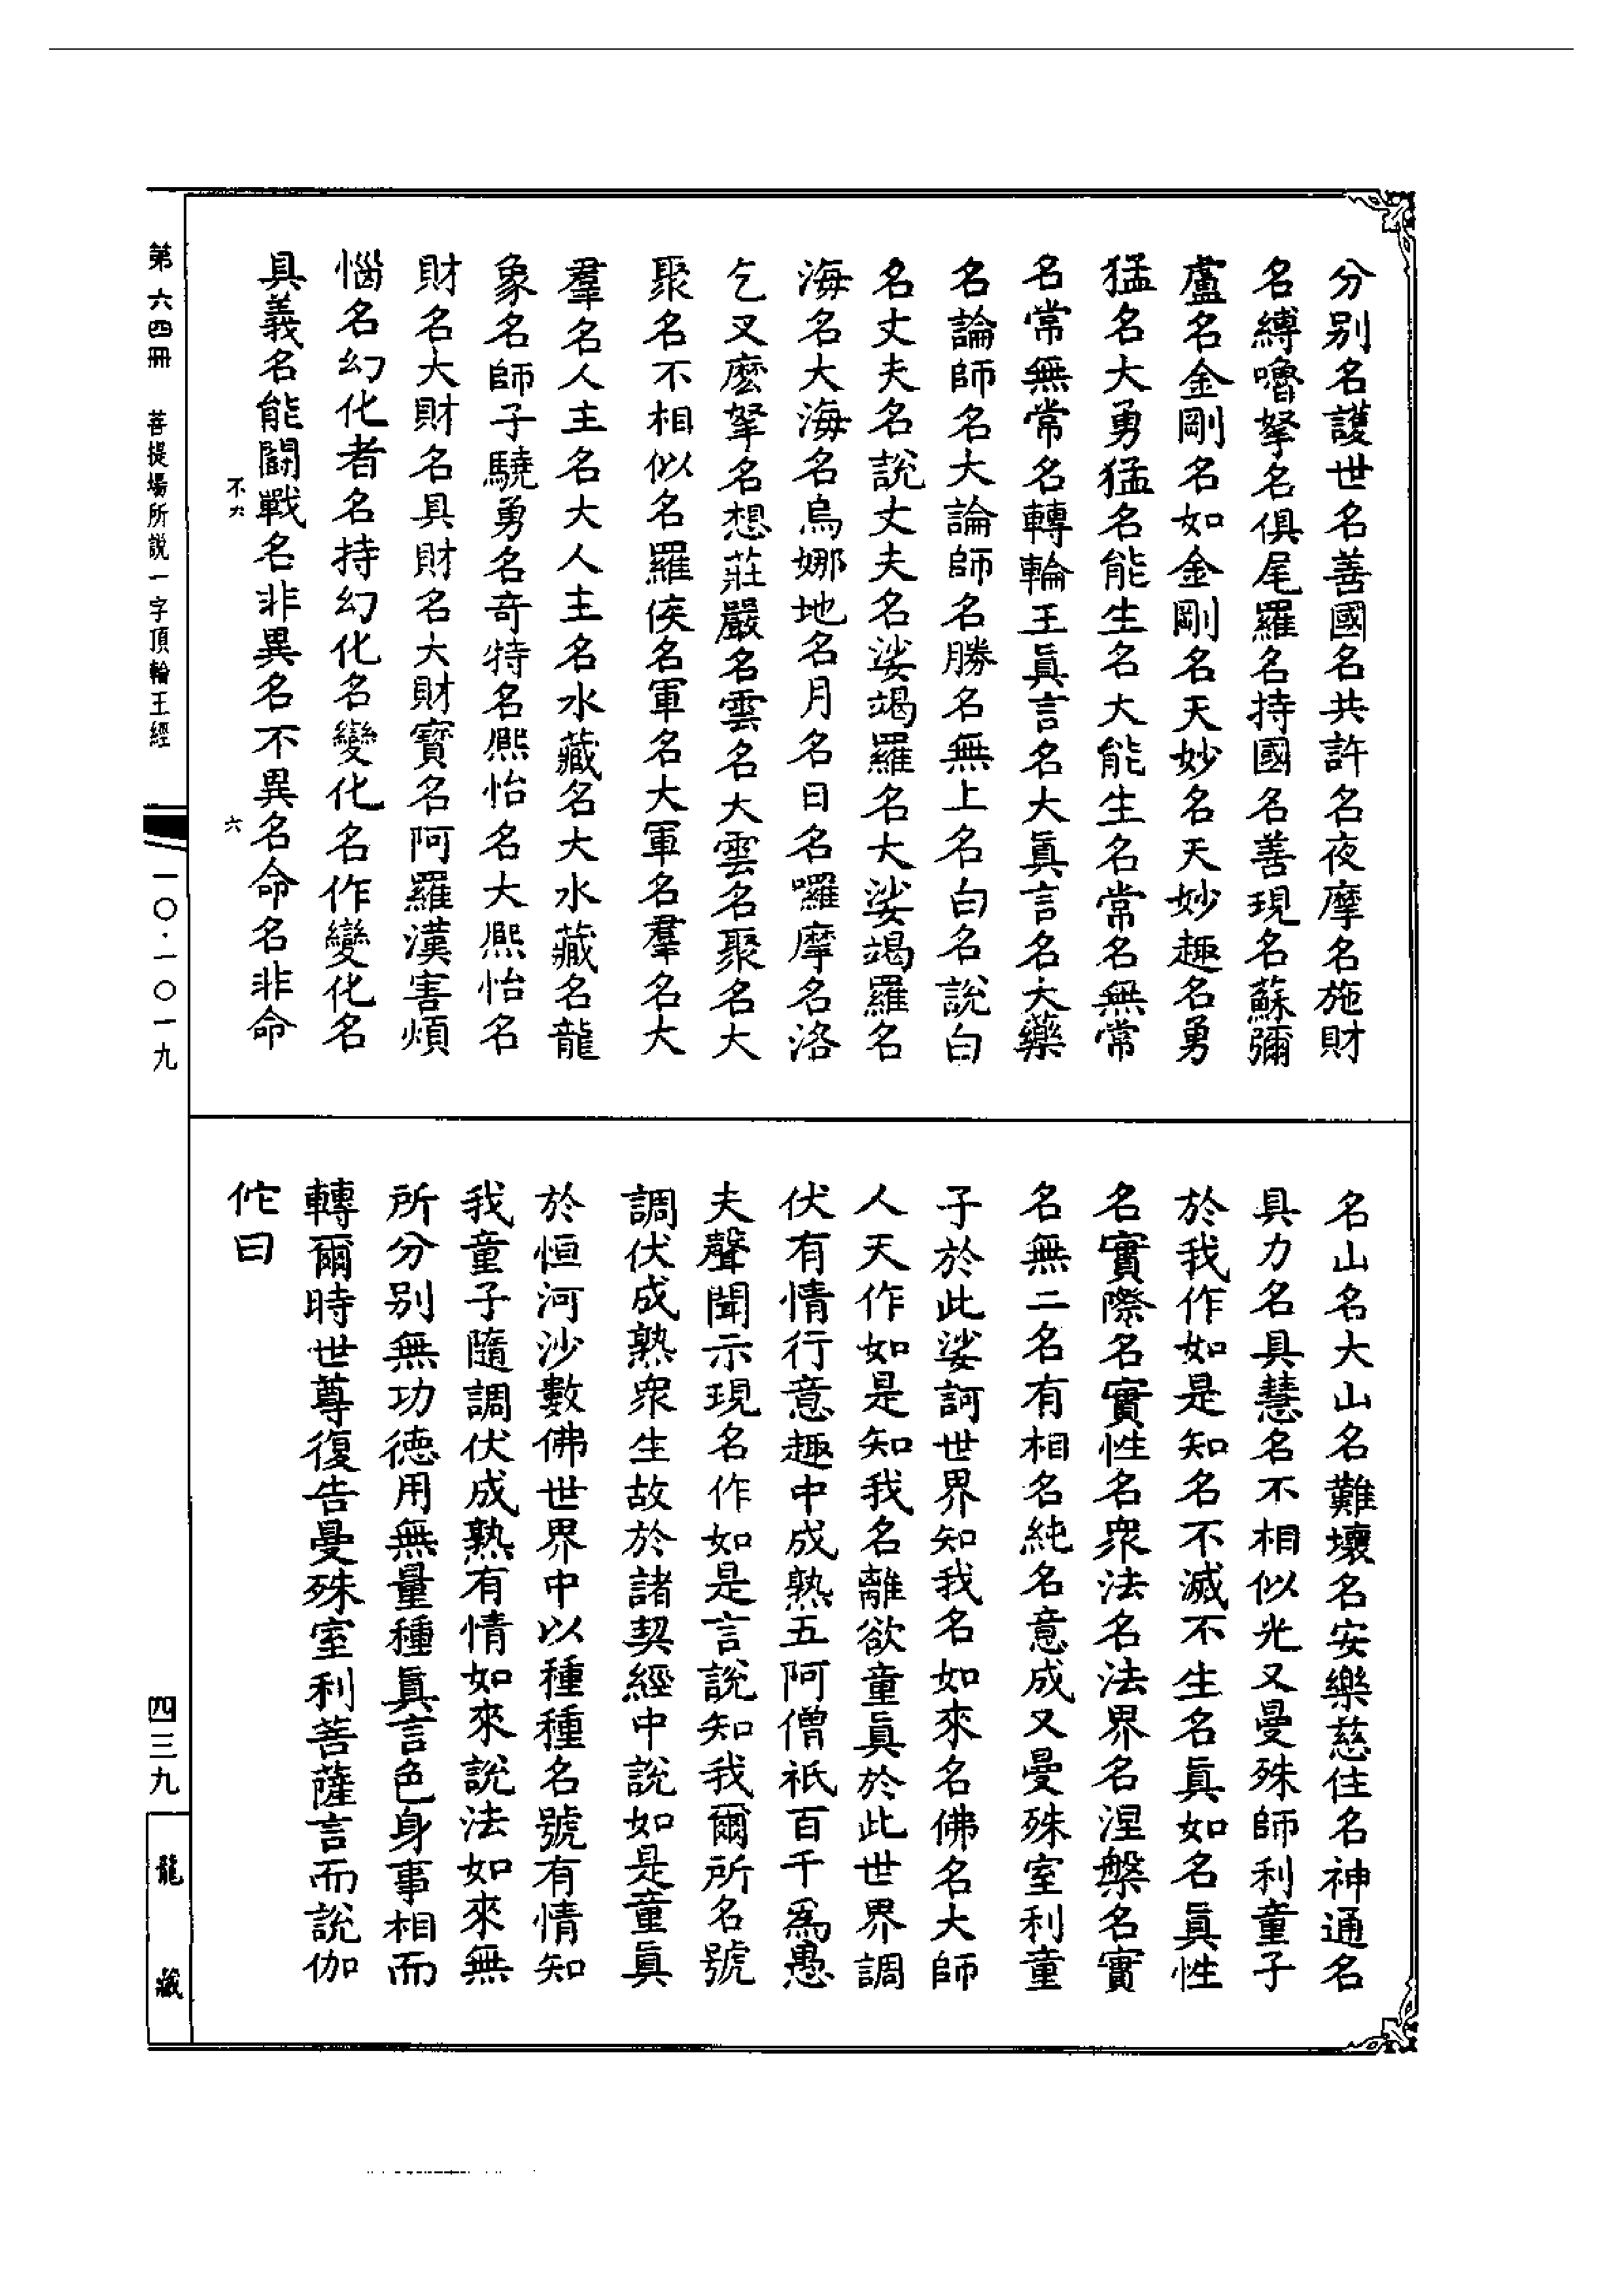 分别名護世名善國名共許名夜摩名施財
名縛嚕拏名俱尾羅名持國名善現名蘇彌
盧名金剛名如金剛名天妙名天妙趣名勇
猛名大勇猛名能生名大能生名常名無常
名常無常名轉輪王眞言名大眞言名大藥
名論師名大論師名勝名無上名白名說白
名丈夫名說丈夫名娑竭羅名大娑竭羅名
海名大海名烏娜地名月名日名囉摩名洛
乞叉麼拏名想莊嚴名雲名大雲名聚名大
聚名不相似名羅侯名軍名大軍名羣名大
羣名人主名大人主名水藏名大水藏名龍
象名師子驍勇名奇特名熈怡名大熈怡名
財名大財名具財名大財寳名阿羅漢害煩
惱名幻化者名持幻化名變化名作變化名
具義名能鬬戰名非異名不異名命名非命
名山名大山名難壞名安樂慈住名神通名
具力名具慧名不相似光又曼殊師利童子
於我作如是知名不滅不生名眞如名眞性
名實際名實性名衆法名法界名涅槃名實
名無二名有相名純名意成又曼殊室利童
子於此娑訶世界知我名如來名佛名大師
人天作如是知我名離欲童眞於此世界調
伏有情行意趣中成熟五阿僧祇百千爲愚
夫聲聞示現名作如是言說知我爾所名號
調伏成熟衆生故於諸契經中說如是童眞
於恒河沙數佛世界中以種種名號有情知
我童子隨調伏成熟有情如來說法如來無
所分别無功德用無量種眞言色身事相而
轉爾時世尊復告曼殊室利菩薩言而說伽
佗曰
不六
六
第六四冊 菩提場所説一字頂輪王經
一〇·一〇一九
四三九
龍藏